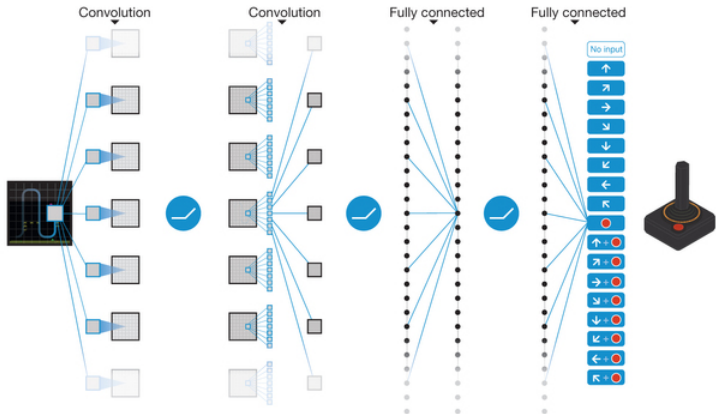 Convolution
Convolution
Fully connected
Fully connected
No input
+
+
+
+
+
+
+
+